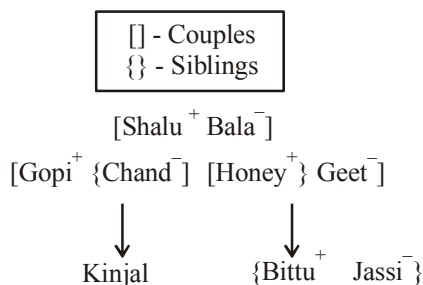 [] - Couples
{} - Siblings
[Shalu⁺ Bala⁻]
[Gopi⁺ {Chand⁻] [Honey⁺} Geet⁻]
Kinjal {Bittu⁺ Jassi⁻}